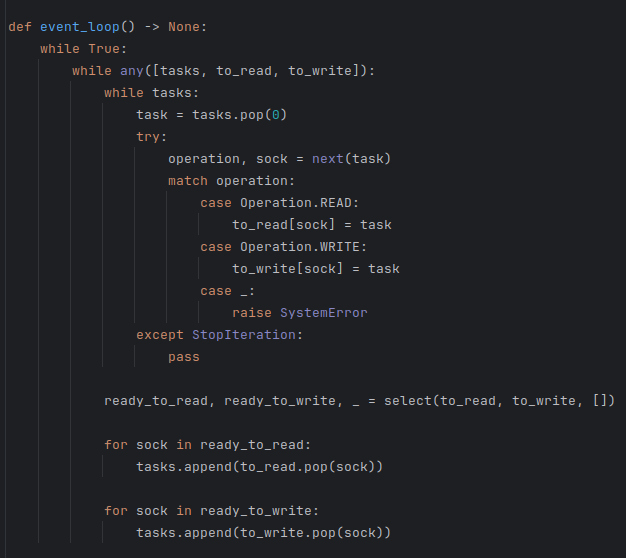 def event_loop() -> None:
    while True:
        while any([tasks, to_read, to_write]):
            while tasks:
                task = tasks.pop(0)
                try:
                    operation, sock = next(task)
                    match operation:
                        case Operation.READ:
                            to_read[sock] = task
                        case Operation.WRITE:
                            to_write[sock] = task
                        case _:
                            raise SystemError
                except StopIteration:
                    pass

            ready_to_read, ready_to_write, _ = select(to_read, to_write, [])

            for sock in ready_to_read:
                tasks.append(to_read.pop(sock))

            for sock in ready_to_write:
                tasks.append(to_write.pop(sock))